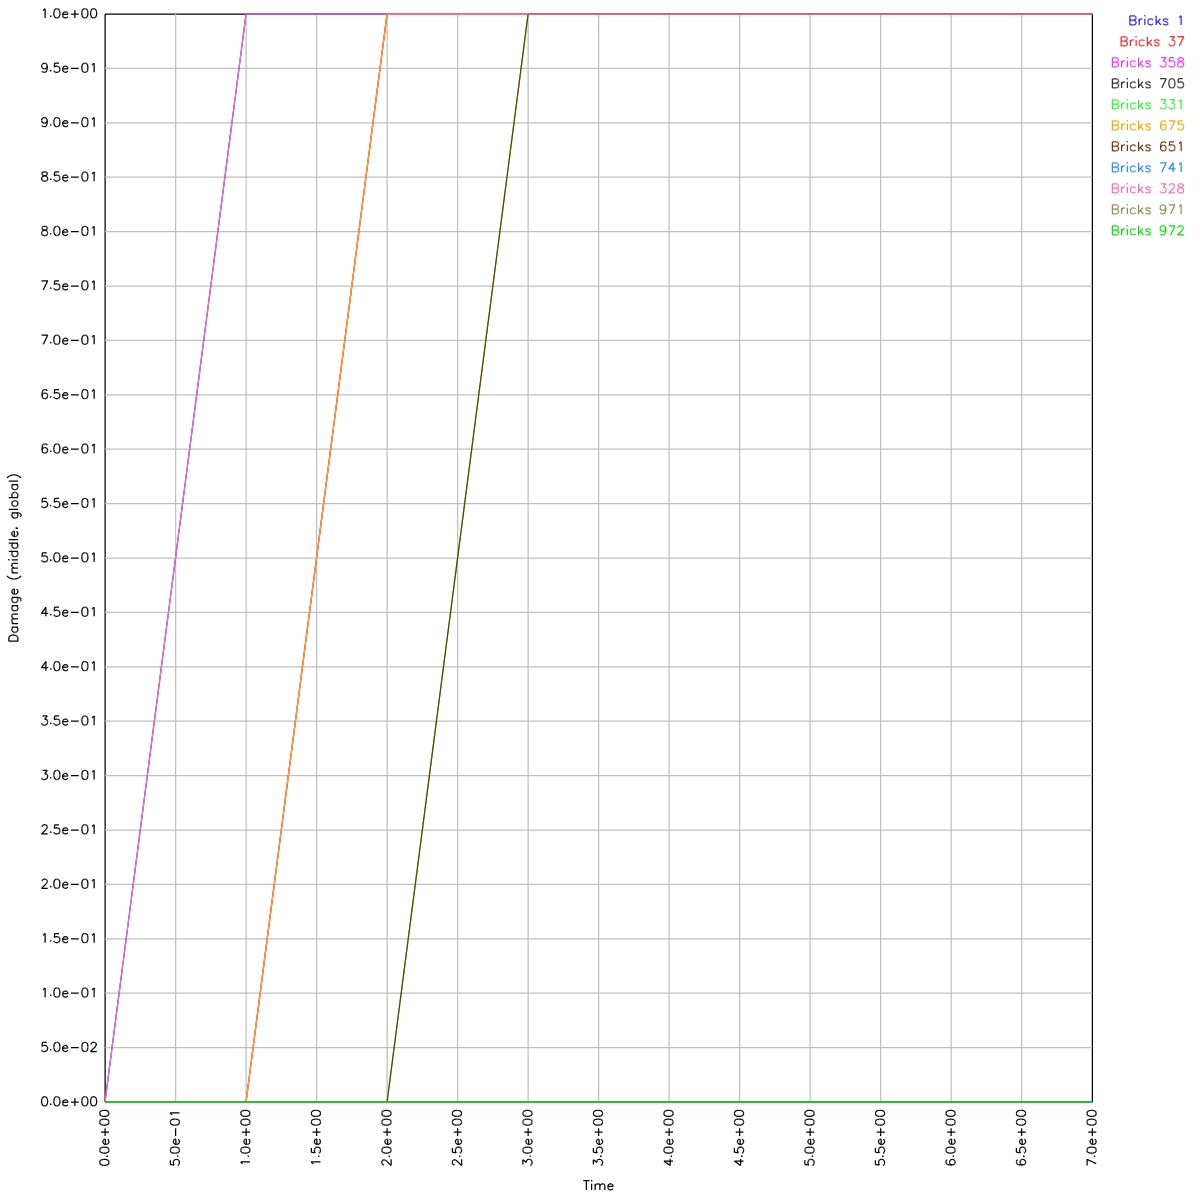 1.0e+00
9.5e-01
9.0e-01
8.5e-01
8.0e-01
7.5e-01
7.0e-01
6.5e-01
6.0e-01
5.5e-01
5.0e-01
4.5e-01
4.0e-01
3.5e-01
3.0e-01
2.5e-01
2.0e-01
1.5e-01
1.0e-01
5.0e-02
0.0e+00
Damage (middle, global)
0.0e+00
5.0e-01
1.0e+00
1.5e+00
2.0e+00
2.5e+00
3.0e+00
3.5e+00
4.0e+00
4.5e+00
5.0e+00
5.5e+00
6.0e+00
6.5e+00
7.0e+00
Time
Bricks 1
Bricks 37
Bricks 358
Bricks 705
Bricks 331
Bricks 675
Bricks 651
Bricks 741
Bricks 328
Bricks 971
Bricks 972